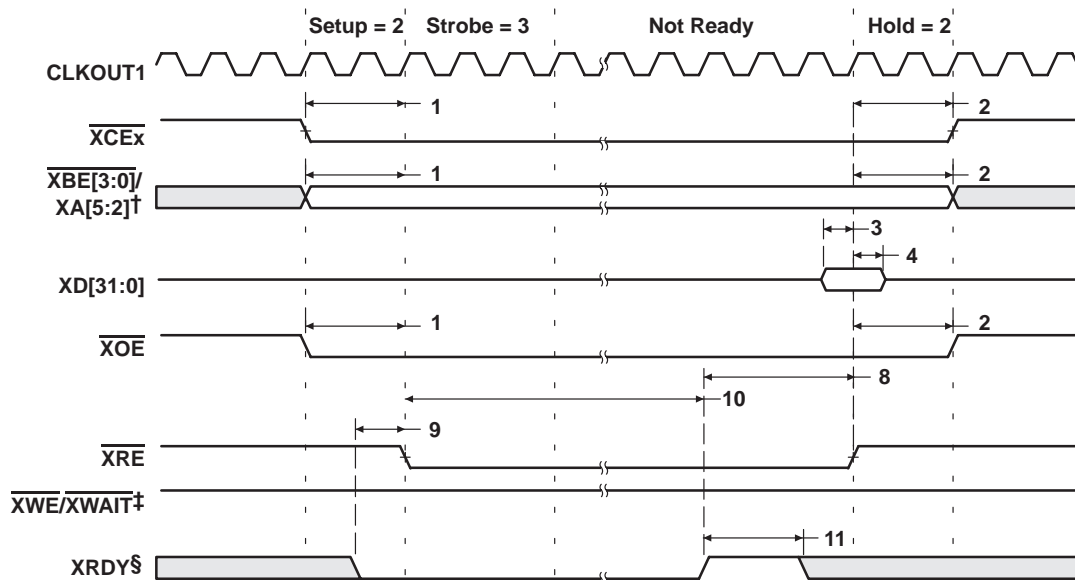 Setup = 2 Strobe = 3 Not Ready Hold = 2
CLKOUT1
1 2
XCEx
XBE[3:0]/
1 2
XA[5:2]†
3
4
XD[31:0]
1 2
XOE
8
10
9
XRE
XWE/XWAIT‡
11
XRDY§